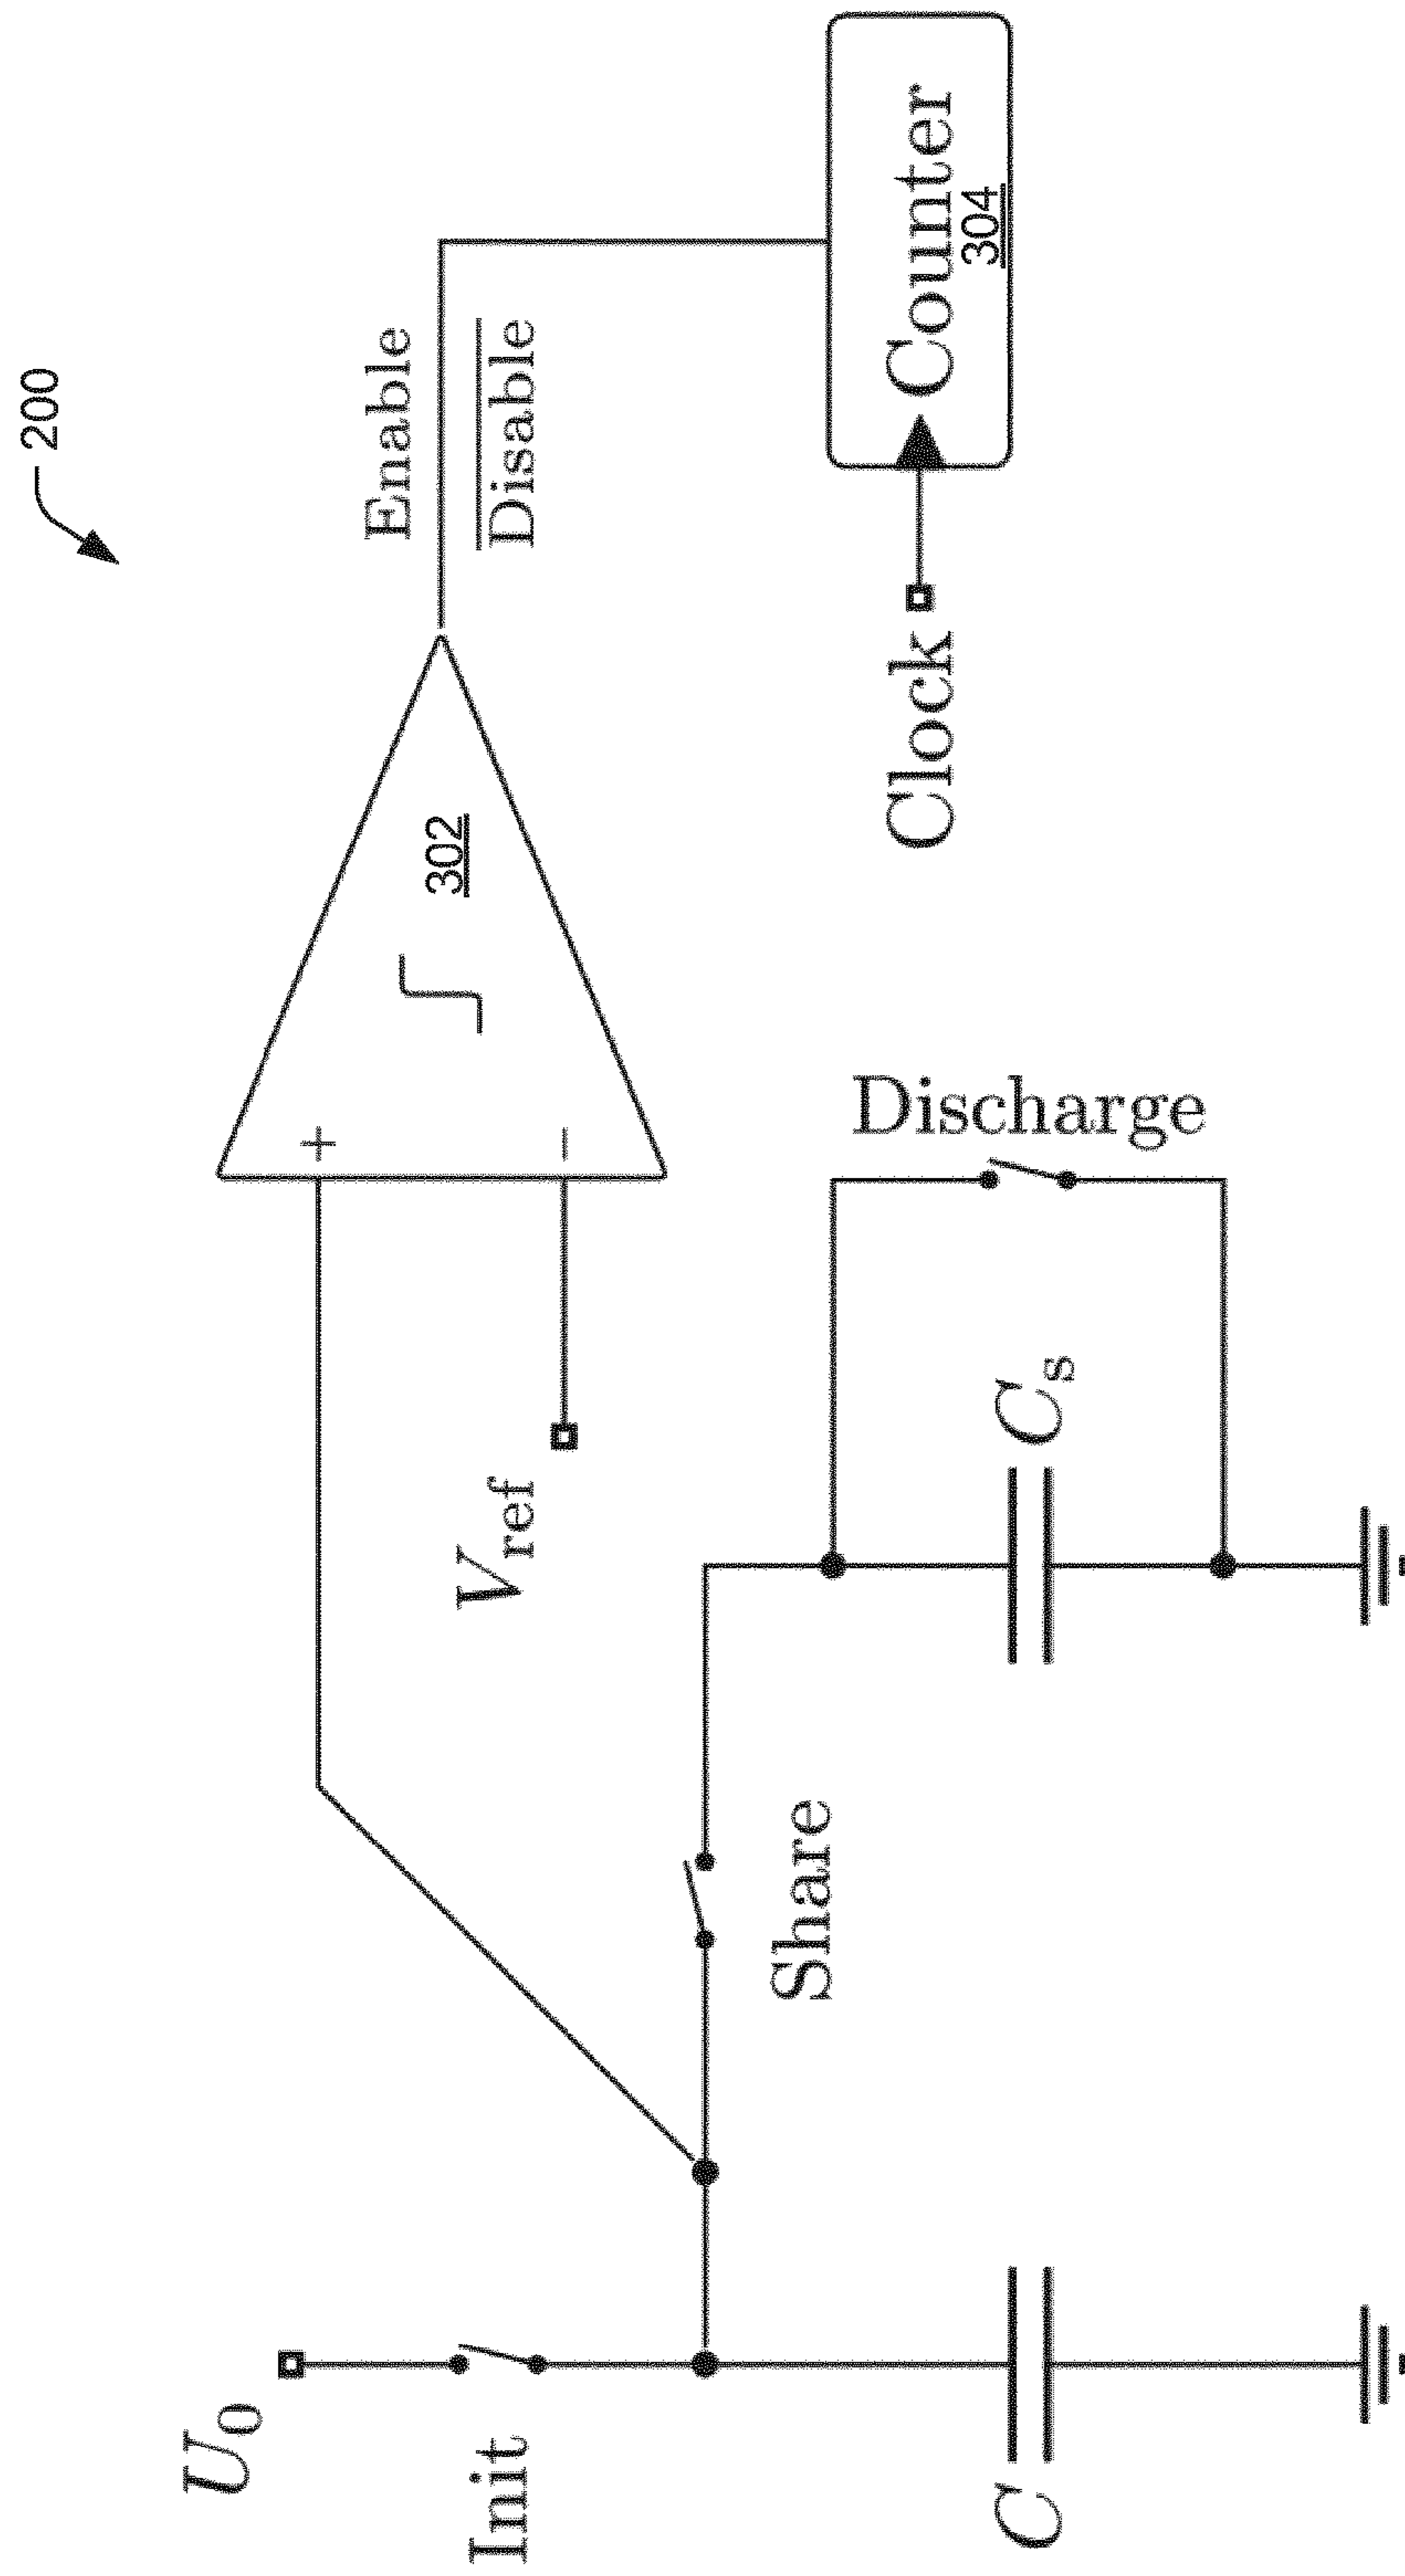 200
Enable
Disable
302
+
−
Counter
304
Clock
Discharge
V_ref
C_s
Share
U_0
Init
C